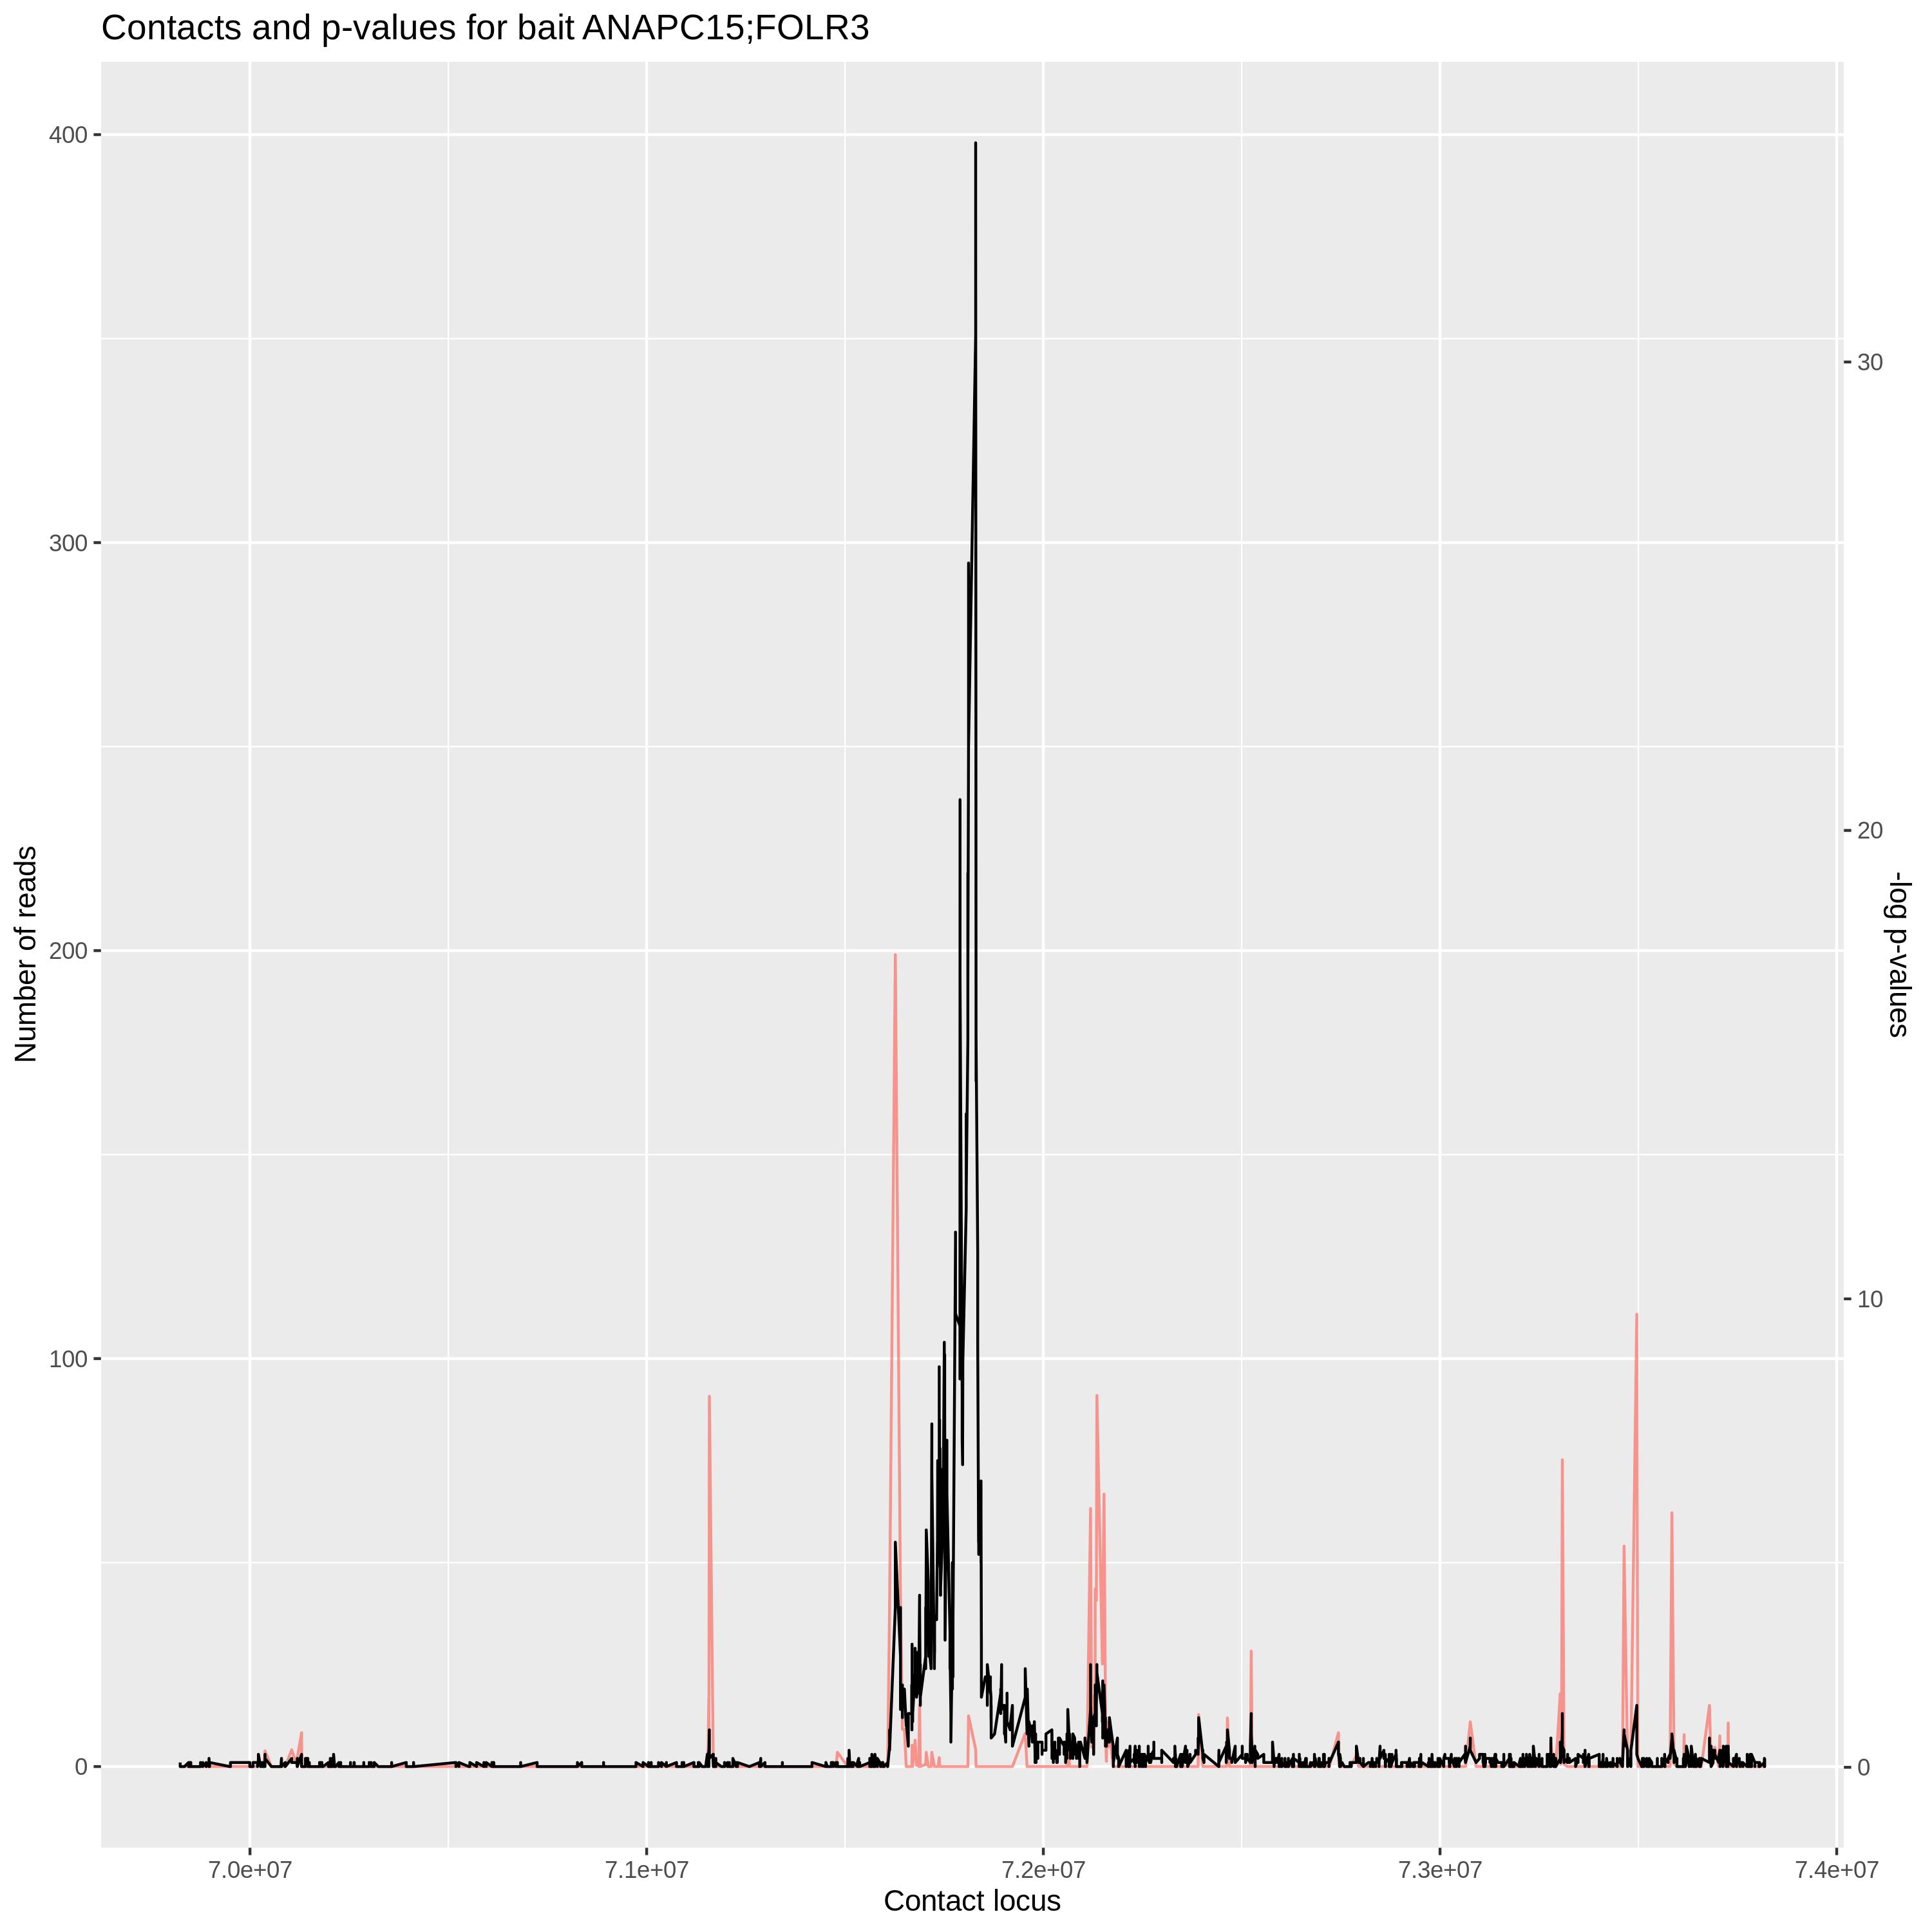 Contacts and p-values for bait ANAPC15;FOLR3
400
300
200
100
0
Number of reads
30
20
10
0
-log p-values
7.0e+07 7.1e+07 7.2e+07 7.3e+07 7.4e+07
Contact locus